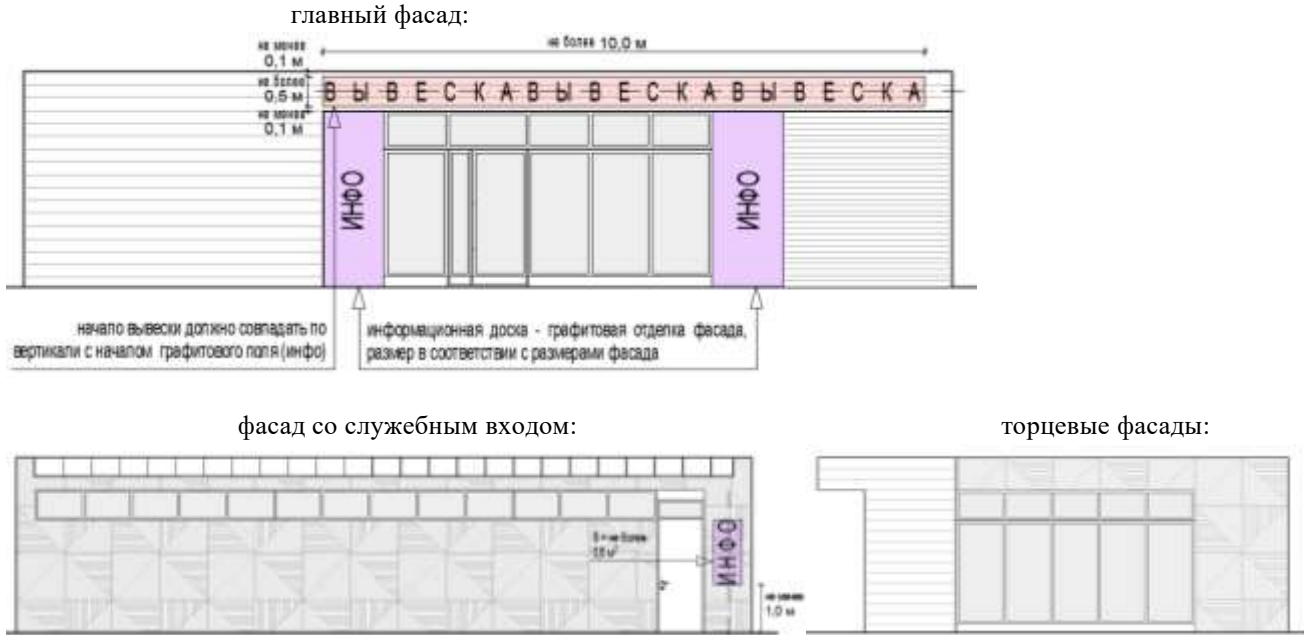 главный фасад:
не менее
0,1 м
не более 10,0 м
не более
0,5 м
ВЫВЕСКАВЫВЕСКАВЫВЕСКА
не менее
0,1 м
ИНФО
ИНФО
начало вывески должно совпадать по
вертикали с началом графитового поля (инфо)
информационная доска - графитовая отделка фасада,
размер в соответствии с размерами фасада
фасад со служебным входом:
торцевые фасады:
S = не более
ИНФО
не менее
1,0 м